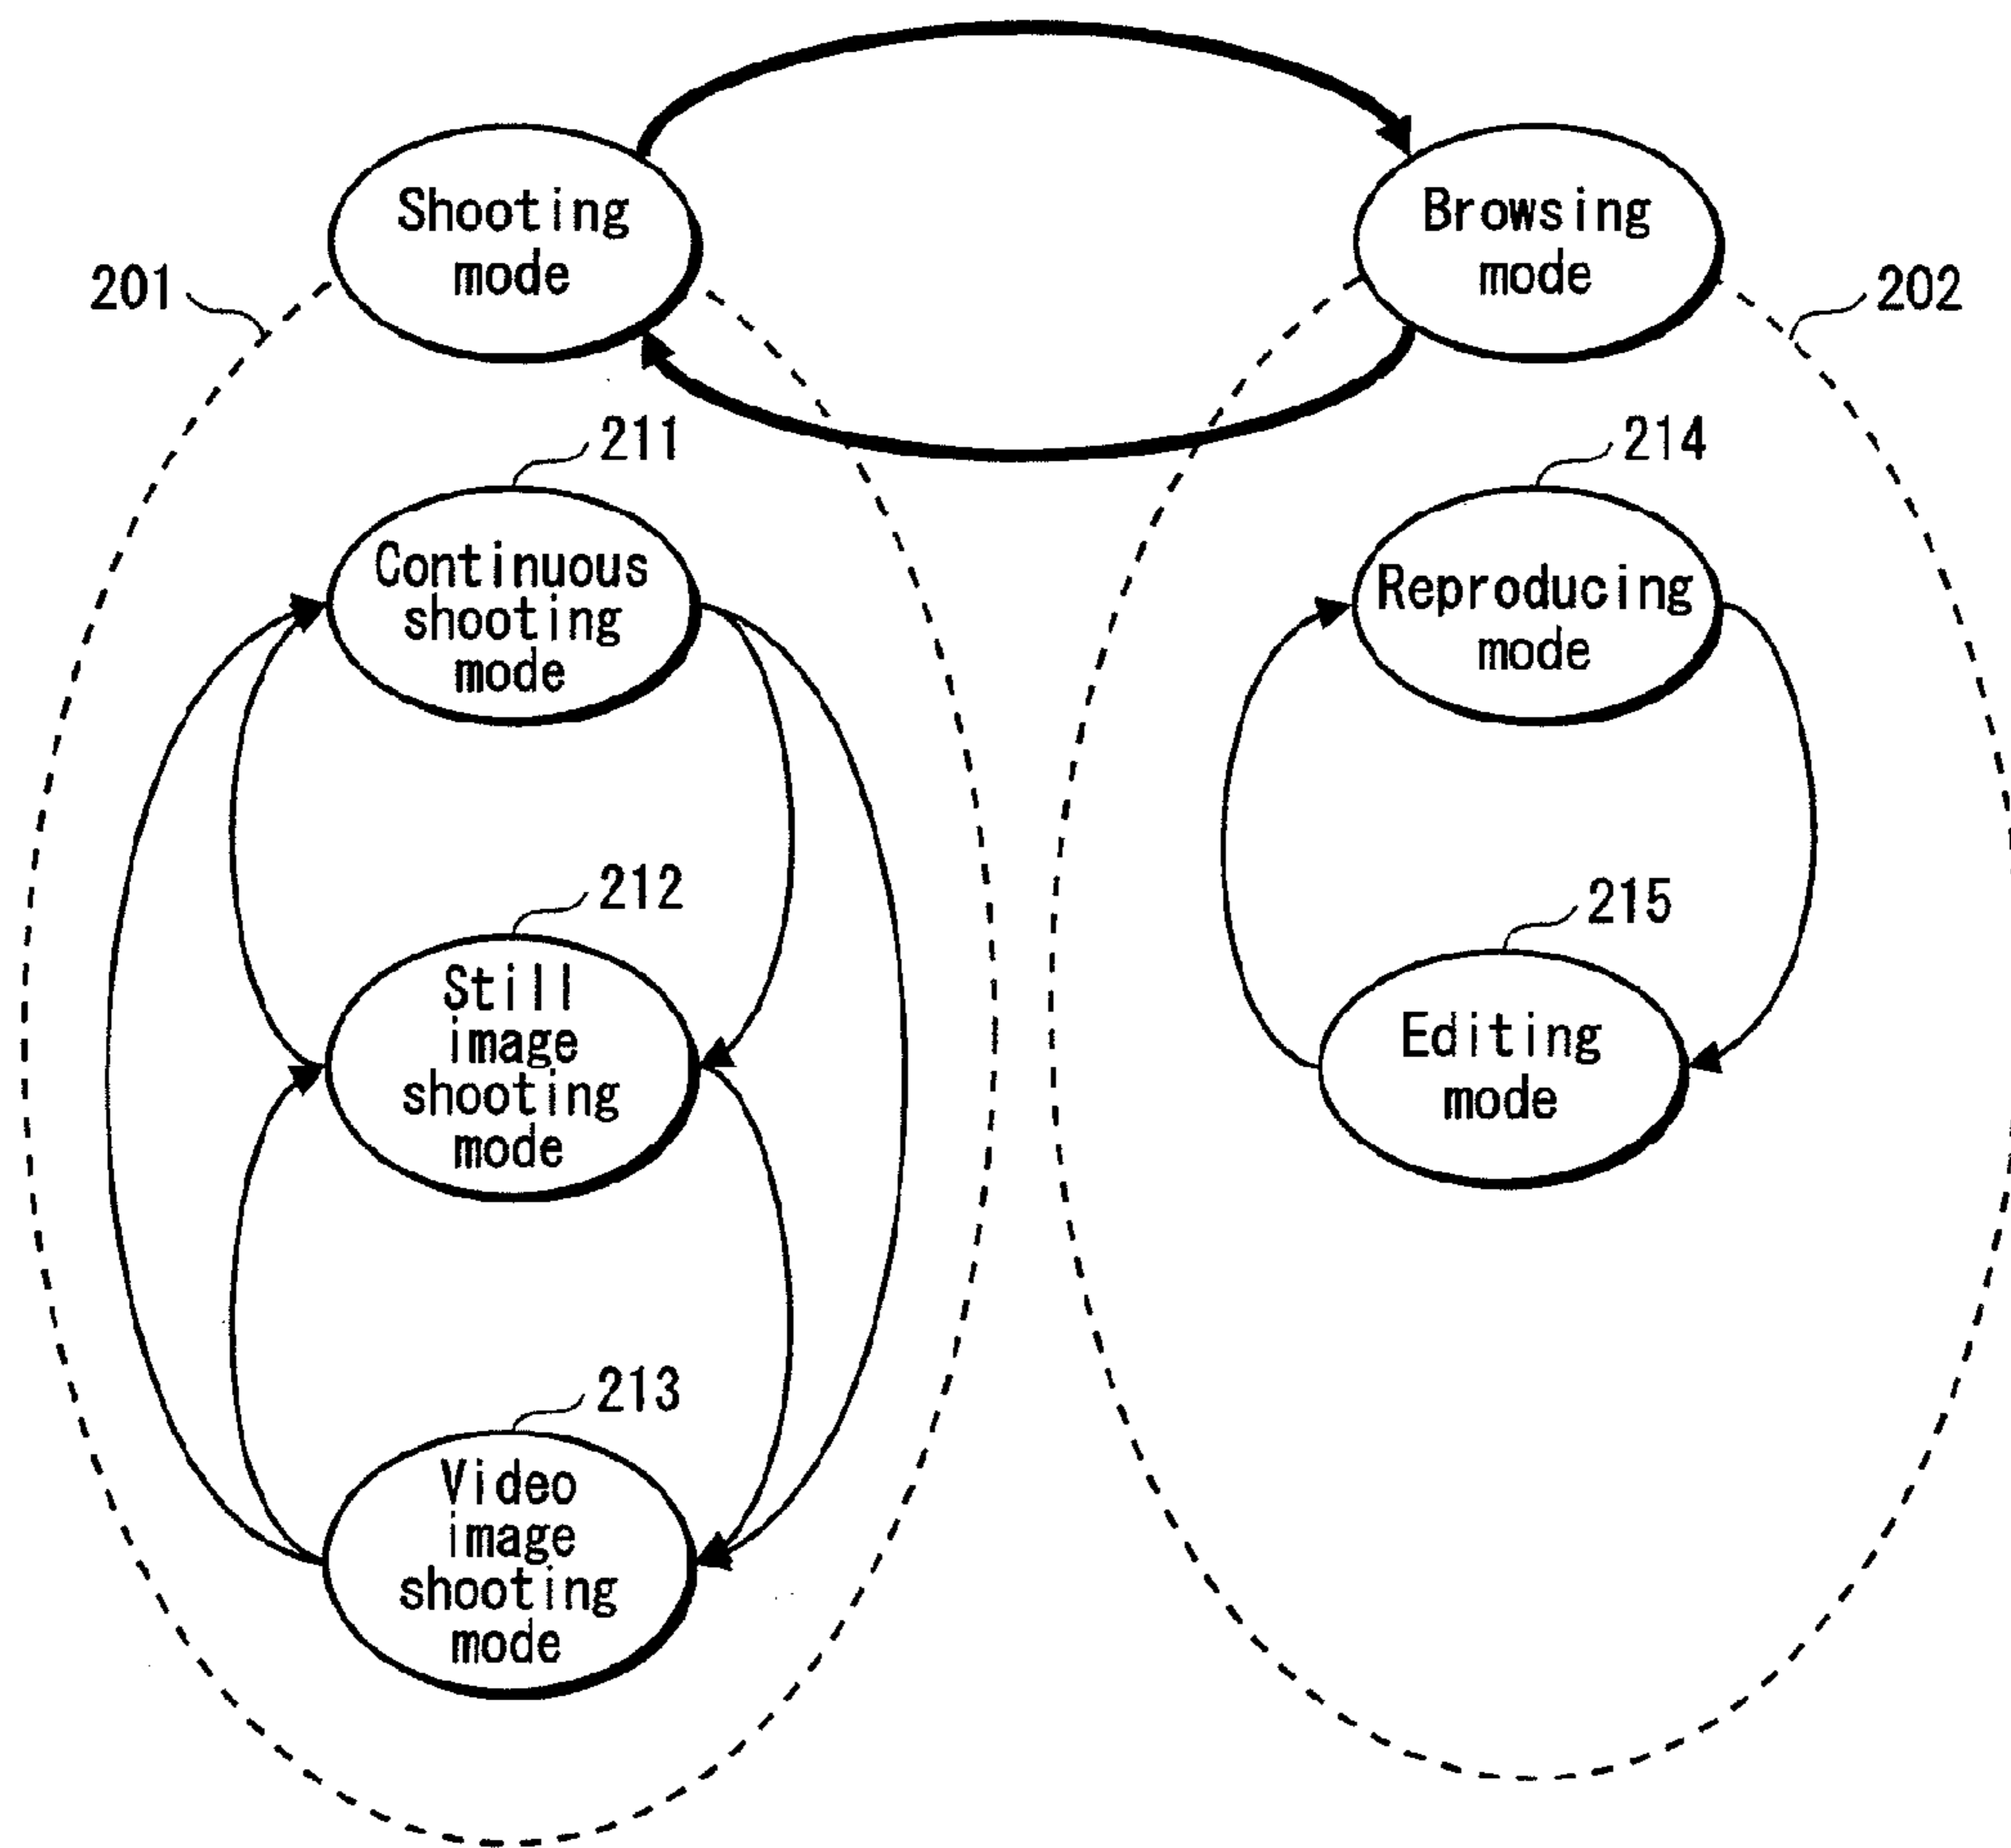 Shooting
mode
Browsing
mode
201
202
211
Continuous
shooting
mode
214
Reproducing
mode
212
Still
image
shooting
mode
215
Editing
mode
213
Video
image
shooting
mode